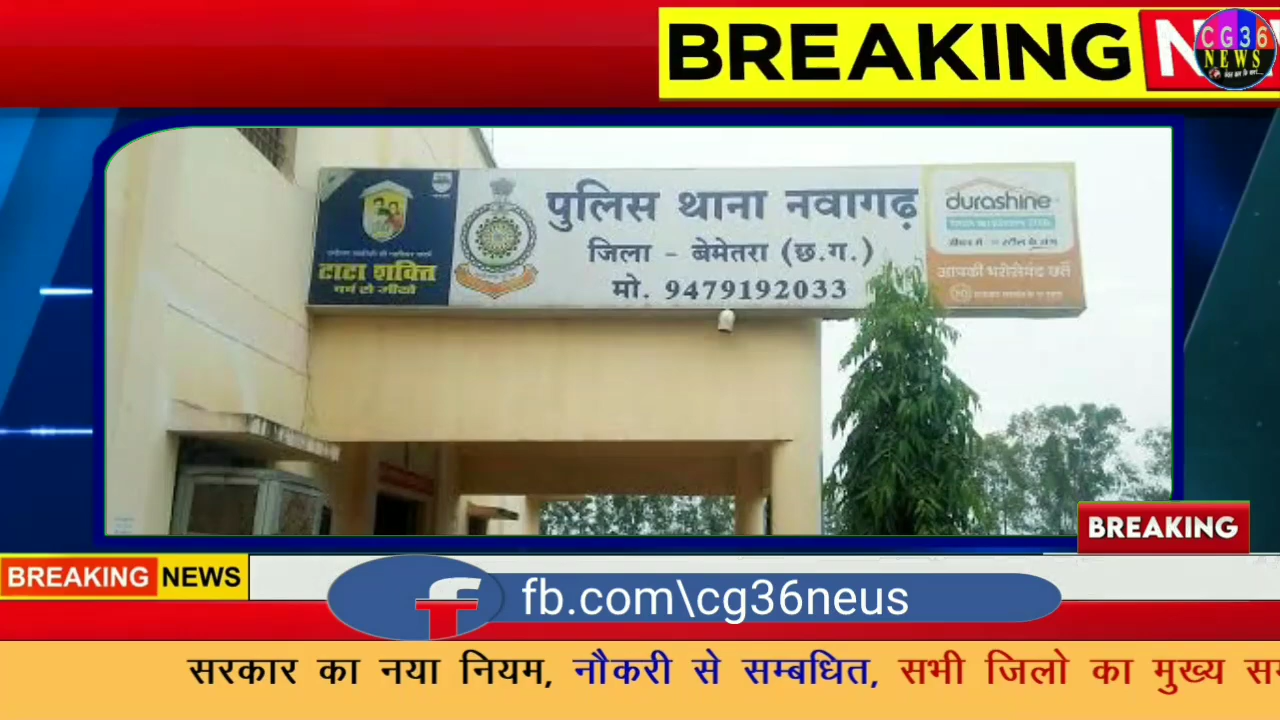 BREAKING
CG36
NEWS
पुलिस थाना नवागढ़
जिला - बेमेतरा (छ.ग.)
मो. 9479192033
टाटा शक्ति
durashine
आपकी भरोसेमंद छतें
BREAKING
BREAKING NEWS
fb.com\cg36neus
सरकार का नया नियम, नौकरी से सम्बधित, सभी जिलो का मुख्य